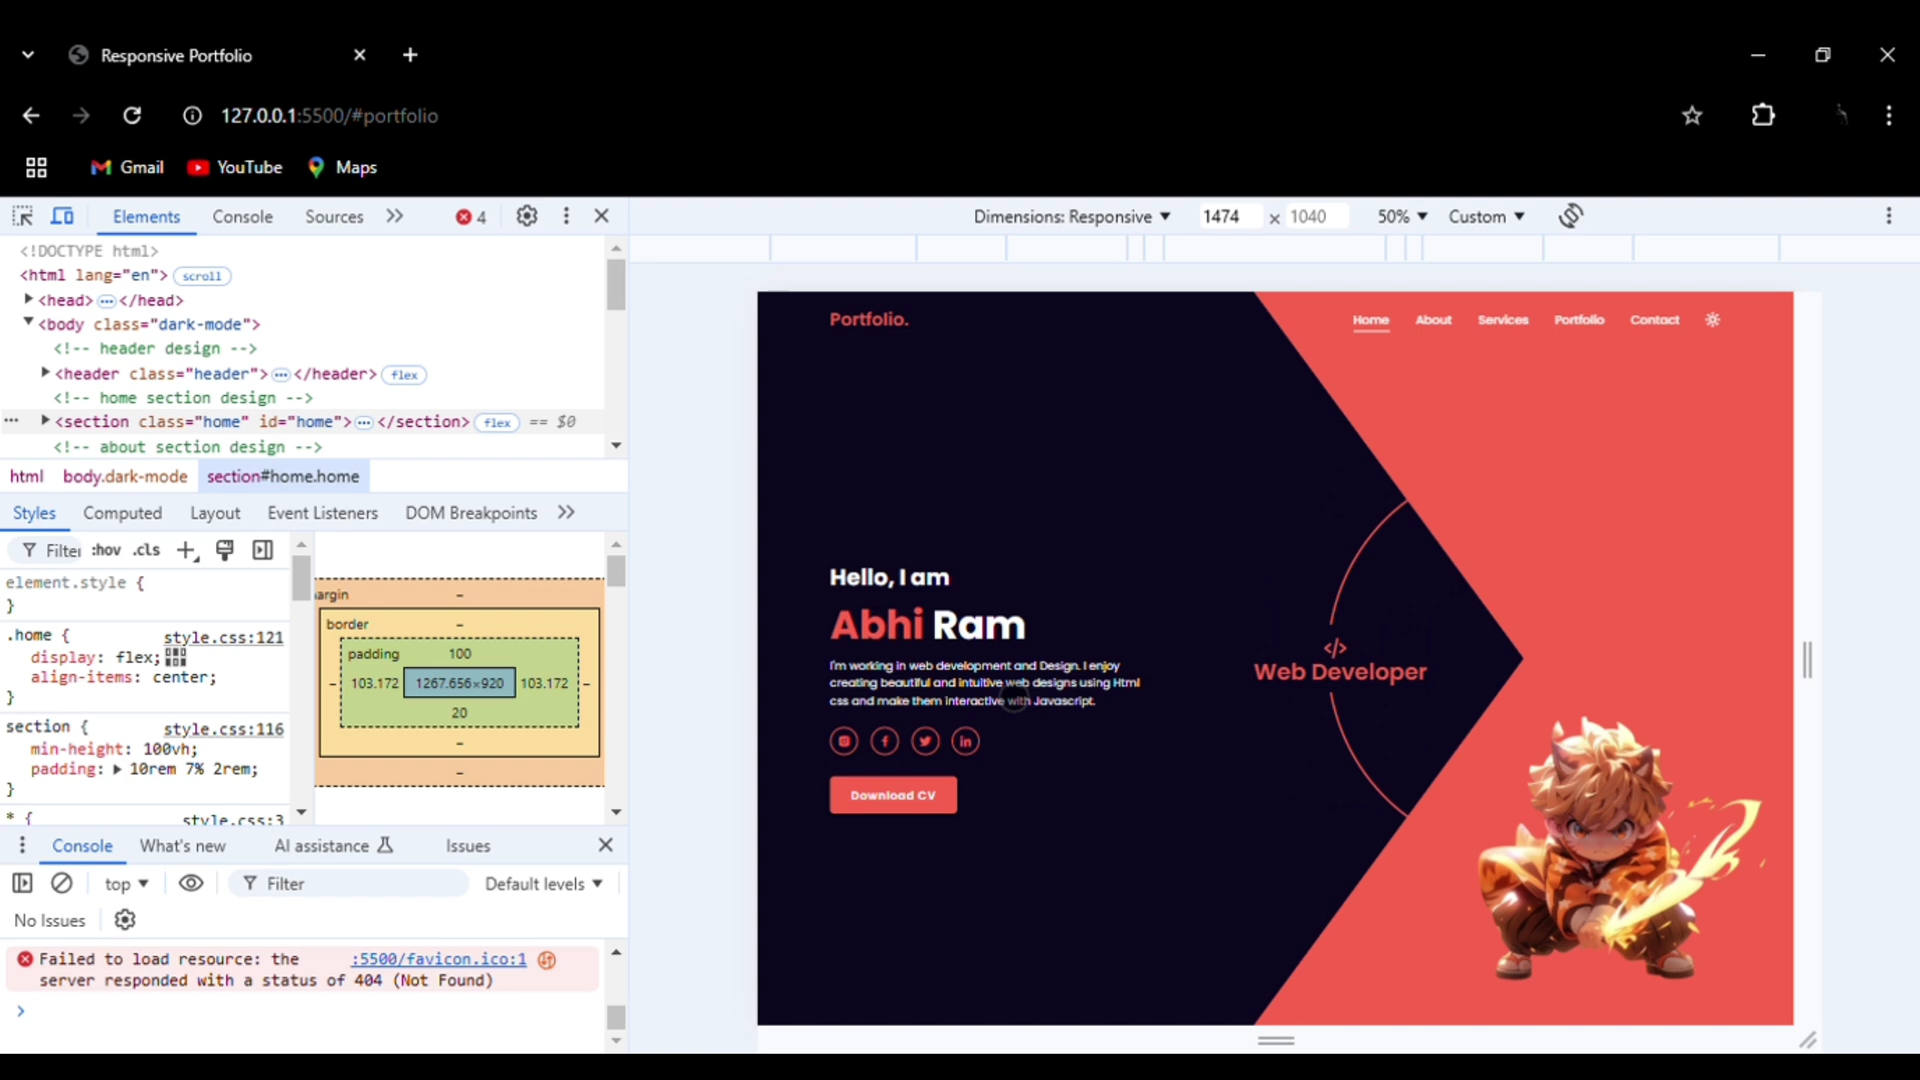 Responsive Portfolio
127.0.0.1:5500/#portfolio
Gmail YouTube Maps
Elements Console Sources 4
Dimensions: Responsive 1474 × 1040 50% Custom
<!DOCTYPE html>
<html lang="en"> scroll
<head> ⋯ </head>
<body class="dark-mode">
<!-- header design -->
<header class="header"> ⋯ </header> flex
<!-- home section design -->
⋯ <section class="home" id="home"> ⋯ </section> flex == $0
<!-- about section design -->
html body.dark-mode section#home.home
Styles Computed Layout Event Listeners DOM Breakpoints
Filter :hov .cls
element.style {
}
.home { style.css:121
display: flex;
align-items: center;
}
section { style.css:116
min-height: 100vh;
padding: 10rem 7% 2rem;
}
* { style.css:3
argin –
border –
padding 100
– 103.172 1267.656×920 103.172 –
20
–
–
Console What's new AI assistance Issues
top Filter Default levels
No Issues
Failed to load resource: the :5500/favicon.ico:1
server responded with a status of 404 (Not Found)
Portfolio.
Home About Services Portfolio Contact
Hello, I am
Abhi Ram
I'm working in web development and Design. I enjoy
creating beautiful and intuitive web designs using Html
css and make them interactive with Javascript.
Download CV
</>
Web Developer